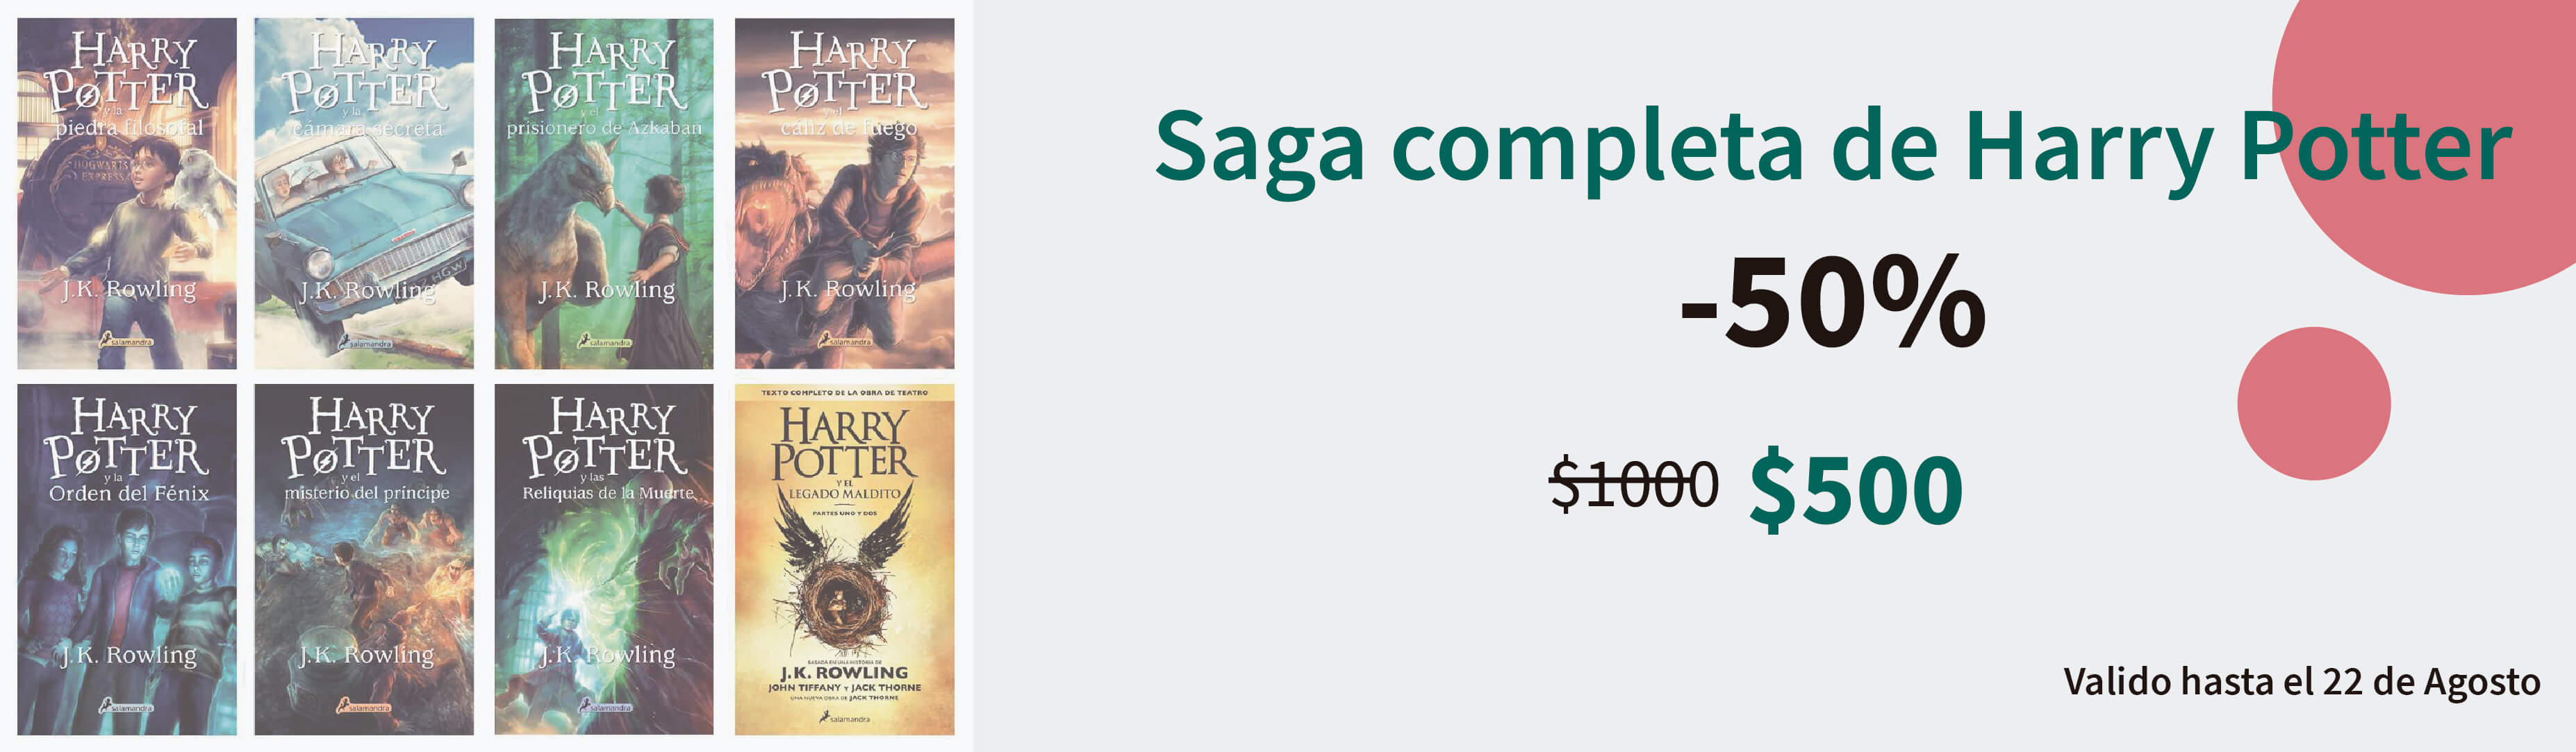 HARRY
POTTER
y la
piedra filosofal
HOGWARTS
EXPRESS
J.K. Rowling
salamandra
HARRY
POTTER
y la
cámara secreta
HGW
J.K. Rowling
salamandra
HARRY
POTTER
y el
prisionero de Azkaban
J.K. Rowling
salamandra
HARRY
POTTER
y el
cáliz de fuego
J.K. Rowling
salamandra
HARRY
POTTER
y la
Orden del Fénix
J.K. Rowling
salamandra
HARRY
POTTER
y el
misterio del príncipe
J.K. Rowling
salamandra
HARRY
POTTER
y las
Reliquias de la Muerte
J.K. Rowling
salamandra
TEXTO COMPLETO DE LA OBRA DE TEATRO
HARRY
POTTER
Y EL
LEGADO MALDITO
PARTES UNO Y DOS
BASADA EN UNA HISTORIA DE
J.K. ROWLING
JOHN TIFFANY Y JACK THORNE
UNA NUEVA OBRA DE JACK THORNE
salamandra
Saga completa de Harry Potter
-50%
$1000 $500
Valido hasta el 22 de Agosto